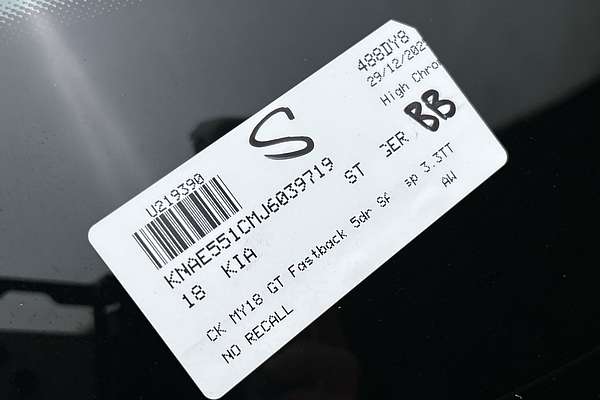 488DY8
29/12/202
High Chro
BB
S
U219390
KNAE551CMJ6039719
18 KIA ST GER
CK MY18 GT Fastback 5dr Sp 3.3TT
NO RECALL AW